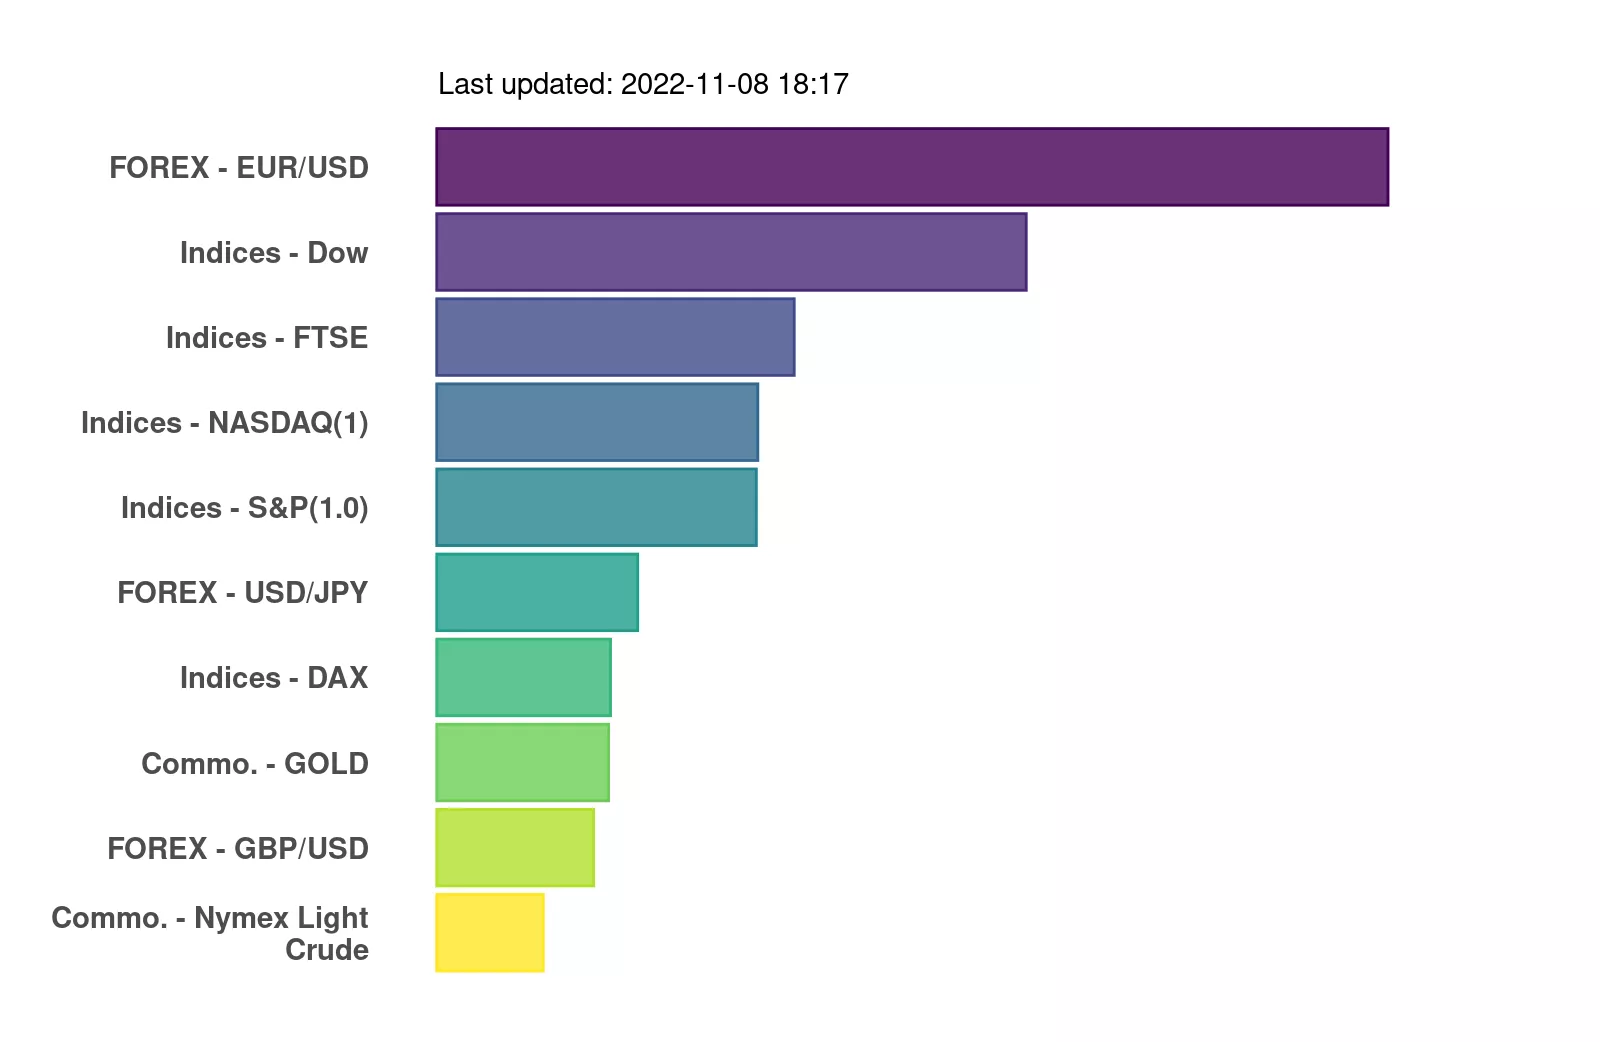 Last updated: 2022-11-08 18:17
FOREX - EUR/USD
Indices - Dow
Indices - FTSE
Indices - NASDAQ(1)
Indices - S&P(1.0)
FOREX - USD/JPY
Indices - DAX
Commo. - GOLD
FOREX - GBP/USD
Commo. - Nymex Light
Crude